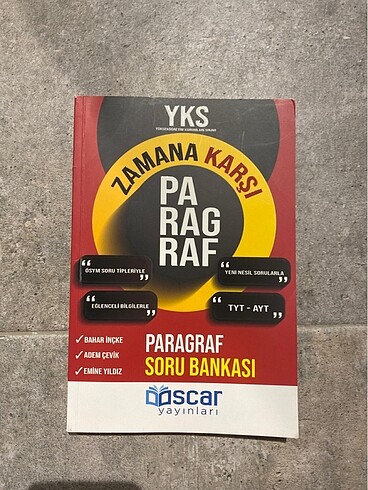 YKS
YÜKSEKÖĞRETİM KURUMLARI SINAVI
ZAMANA KARŞI
PA
RAG
RAF
“ ÖSYM SORU TİPLERİYLE ”
“ YENİ NESİL SORULARLA ”
“ EĞLENCELİ BİLGİLERLE ”
“ TYT - AYT ”
✓ BAHAR İNÇKE
✓ ADEM ÇEVİK
✓ EMİNE YILDIZ
PARAGRAF
SORU BANKASI
oscar
yayınları